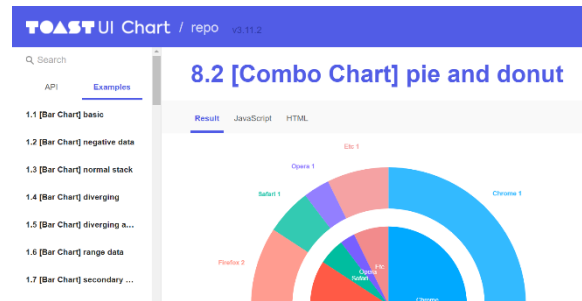 TOAST UI Chart / repo v3.11.2
Search
API Examples
1.1 [Bar Chart] basic
1.2 [Bar Chart] negative data
1.3 [Bar Chart] normal stack
1.4 [Bar Chart] diverging
1.5 [Bar Chart] diverging a...
1.6 [Bar Chart] range data
1.7 [Bar Chart] secondary ...
8.2 [Combo Chart] pie and donut
Result JavaScript HTML
Etc 1
Opera 1
Safari 1
Chrome 1
Firefox 2
Etc
Opera
Safari
Chrome